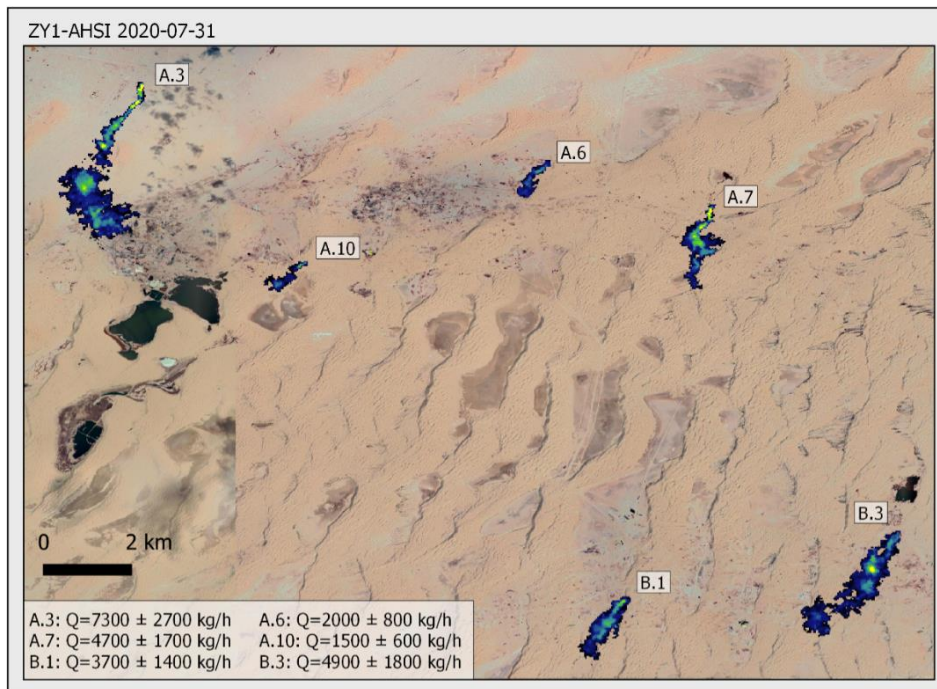 ZY1-AHSI 2020-07-31
A.3
A.6
A.7
A.10
B.3
B.1
0 2 km
A.3: Q=7300 ± 2700 kg/h A.6: Q=2000 ± 800 kg/h
A.7: Q=4700 ± 1700 kg/h A.10: Q=1500 ± 600 kg/h
B.1: Q=3700 ± 1400 kg/h B.3: Q=4900 ± 1800 kg/h